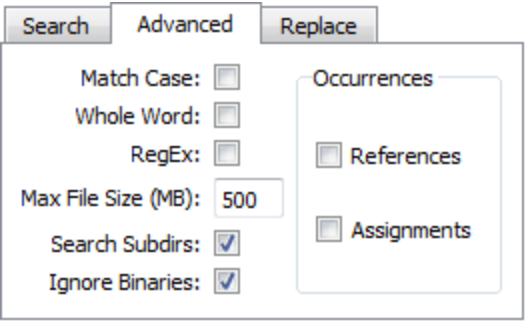 Search Advanced Replace
Match Case:
Whole Word:
RegEx:
Max File Size (MB): 500
Search Subdirs:
Ignore Binaries:
Occurrences
References
Assignments